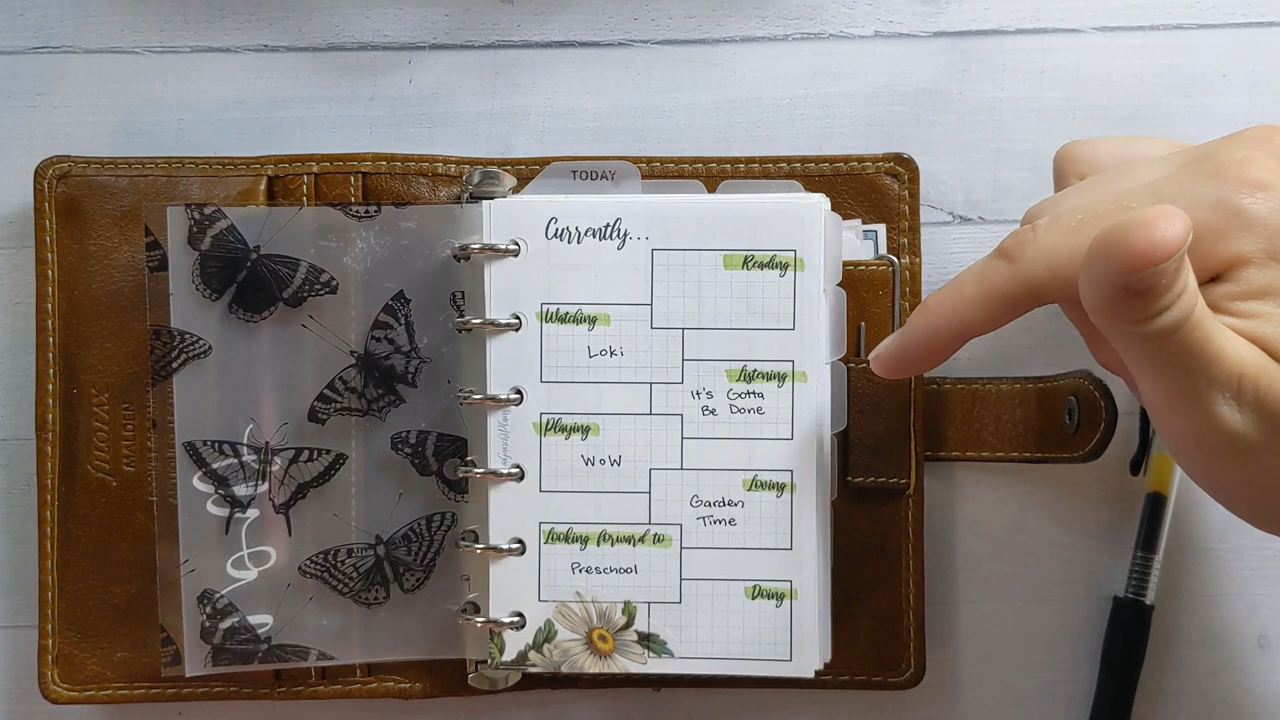 TODAY
Currently...
Reading
Watching
Loki
Listening
It's Gotta
Be Done
Playing
WoW
Loving
Garden
Time
Looking forward to
Preschool
Doing
filofax
MALDEN